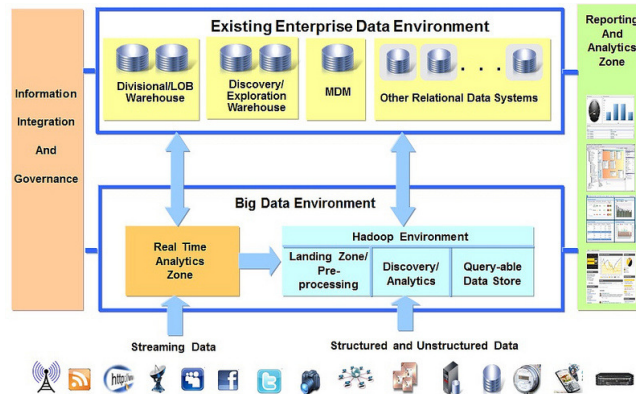 Existing Enterprise Data Environment
Reporting
and
Analytics
Zone
Information
Integration
And
Governance
Divisional/LOB
Warehouse
Discovery/
Exploration
Warehouse
MDM
. . .
Other Relational Data Systems
Big Data Environment
Real Time
Analytics
Zone
Hadoop Environment
Landing Zone/
Pre-
processing
Discovery/
Analytics
Query-able
Data Store
Streaming Data
Structured and Unstructured Data
http://